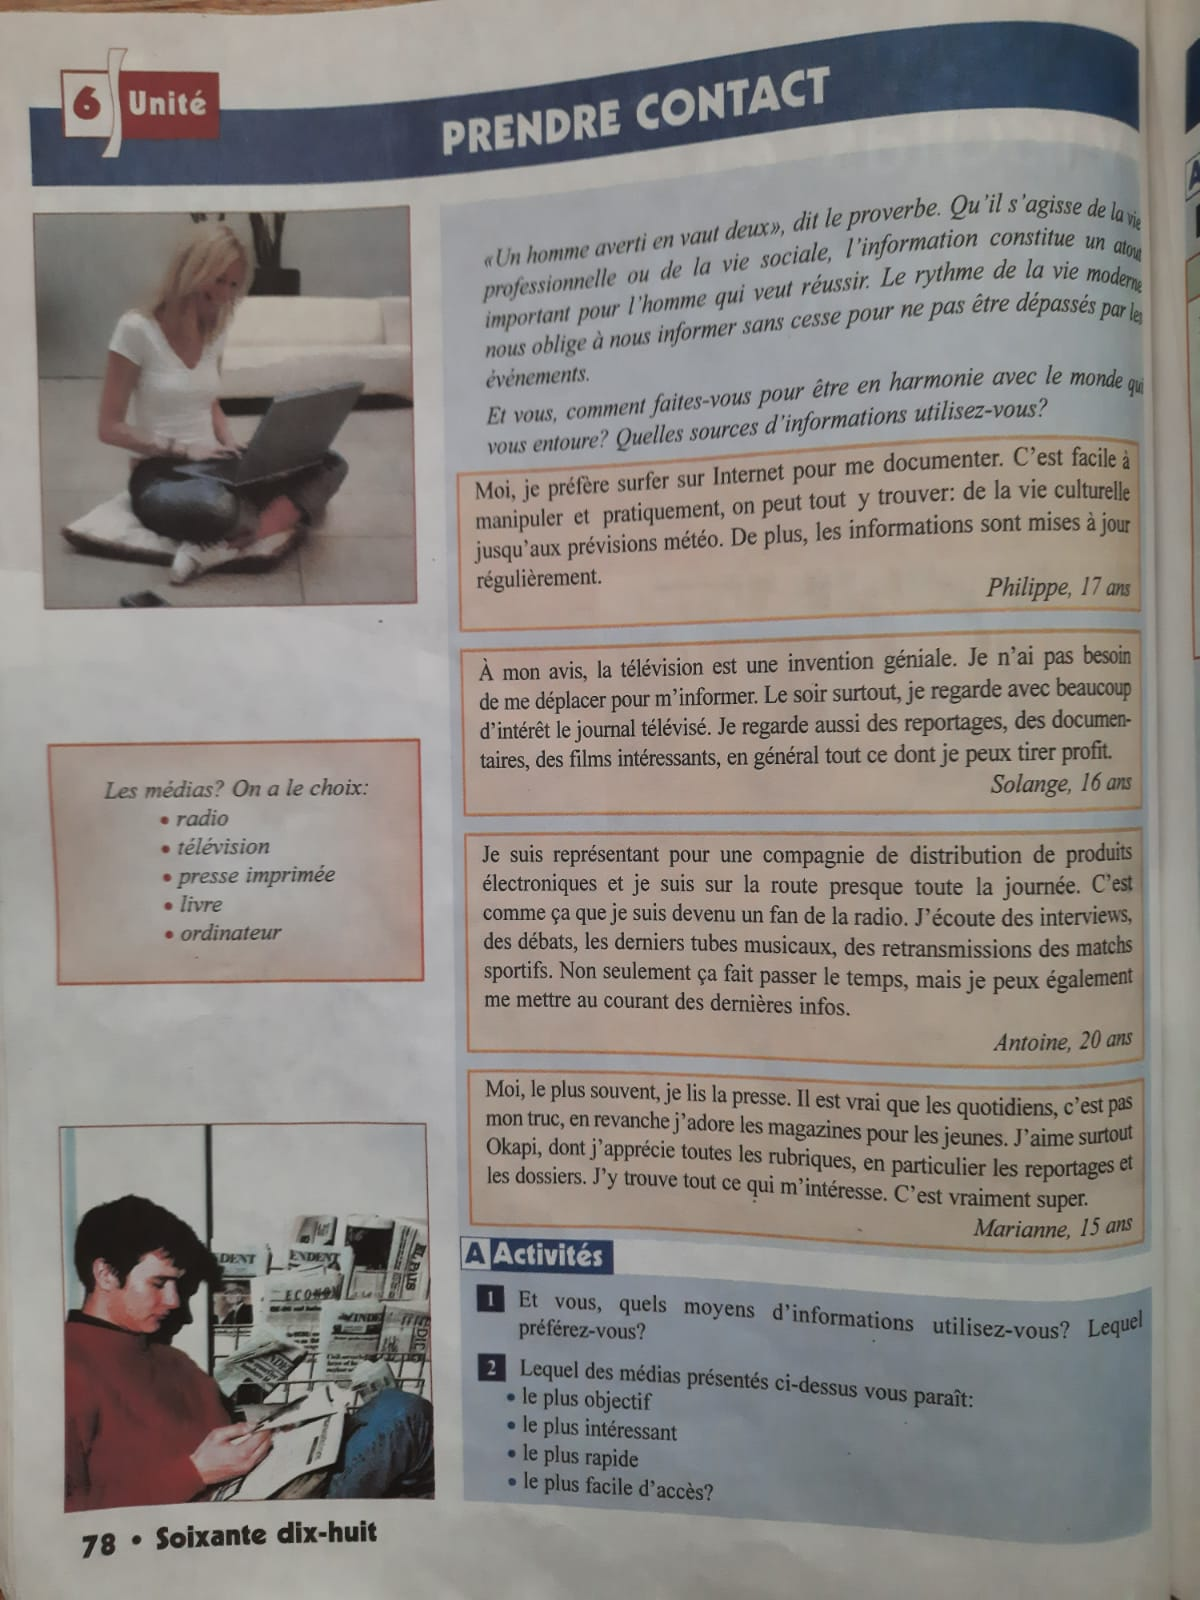 6 Unité
PRENDRE CONTACT
«Un homme averti en vaut deux», dit le proverbe. Qu'il s'agisse de la vie
professionnelle ou de la vie sociale, l'information constitue un atout
important pour l'homme qui veut réussir. Le rythme de la vie moderne
nous oblige à nous informer sans cesse pour ne pas être dépassés par les
événements.
Et vous, comment faites-vous pour être en harmonie avec le monde qui
vous entoure? Quelles sources d'informations utilisez-vous?
Moi, je préfère surfer sur Internet pour me documenter. C'est facile à
manipuler et pratiquement, on peut tout y trouver: de la vie culturelle
jusqu'aux prévisions météo. De plus, les informations sont mises à jour
régulièrement.
Philippe, 17 ans
À mon avis, la télévision est une invention géniale. Je n'ai pas besoin
de me déplacer pour m'informer. Le soir surtout, je regarde avec beaucoup
d'intérêt le journal télévisé. Je regarde aussi des reportages, des documen-
taires, des films intéressants, en général tout ce dont je peux tirer profit.
Solange, 16 ans
Les médias? On a le choix:
• radio
• télévision
• presse imprimée
• livre
• ordinateur
Je suis représentant pour une compagnie de distribution de produits
électroniques et je suis sur la route presque toute la journée. C'est
comme ça que je suis devenu un fan de la radio. J'écoute des interviews,
des débats, les derniers tubes musicaux, des retransmissions des matchs
sportifs. Non seulement ça fait passer le temps, mais je peux également
me mettre au courant des dernières infos.
Antoine, 20 ans
Moi, le plus souvent, je lis la presse. Il est vrai que les quotidiens, c'est pas
mon truc, en revanche j'adore les magazines pour les jeunes. J'aime surtout
Okapi, dont j'apprécie toutes les rubriques, en particulier les reportages et
les dossiers. J'y trouve tout ce qui m'intéresse. C'est vraiment super.
Marianne, 15 ans
A Activités
1 Et vous, quels moyens d'informations utilisez-vous? Lequel
préférez-vous?
2 Lequel des médias présentés ci-dessus vous paraît:
• le plus objectif
• le plus intéressant
• le plus rapide
• le plus facile d'accès?
78 • Soixante dix-huit